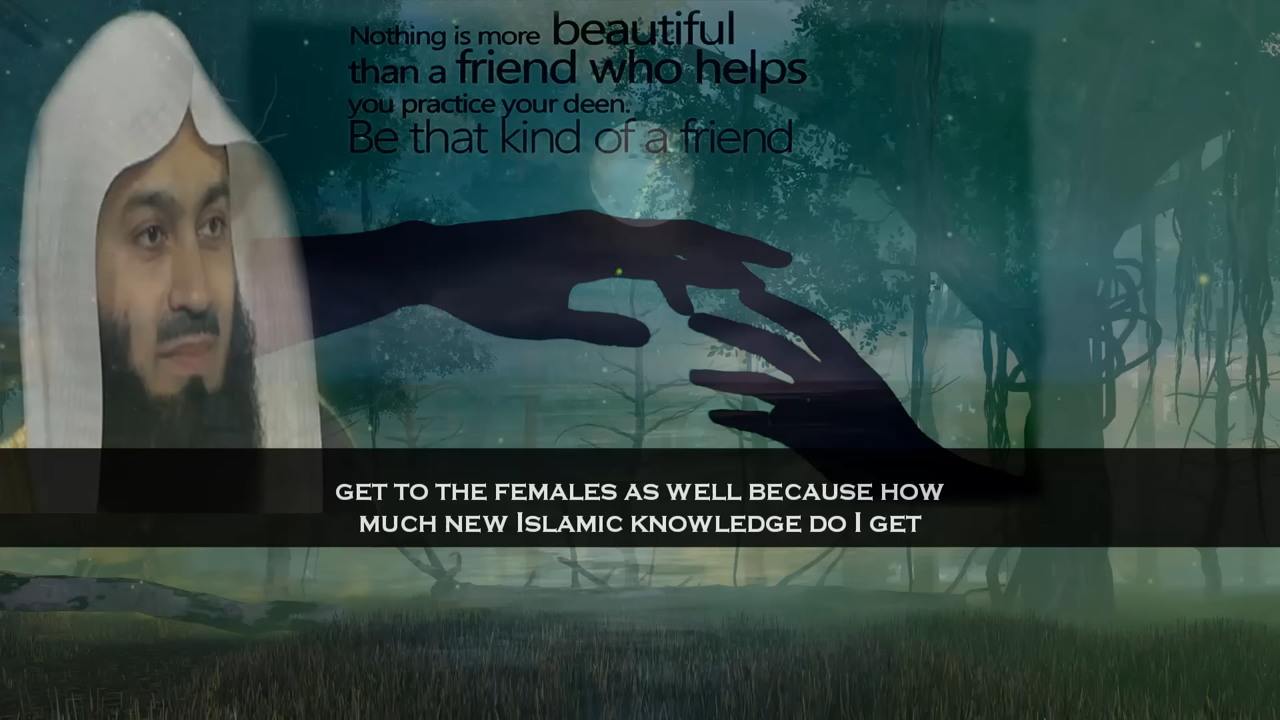 Nothing is more beautiful
than a friend who helps
you practice your deen.
Be that kind of a friend
GET TO THE FEMALES AS WELL BECAUSE HOW
MUCH NEW ISLAMIC KNOWLEDGE DO I GET